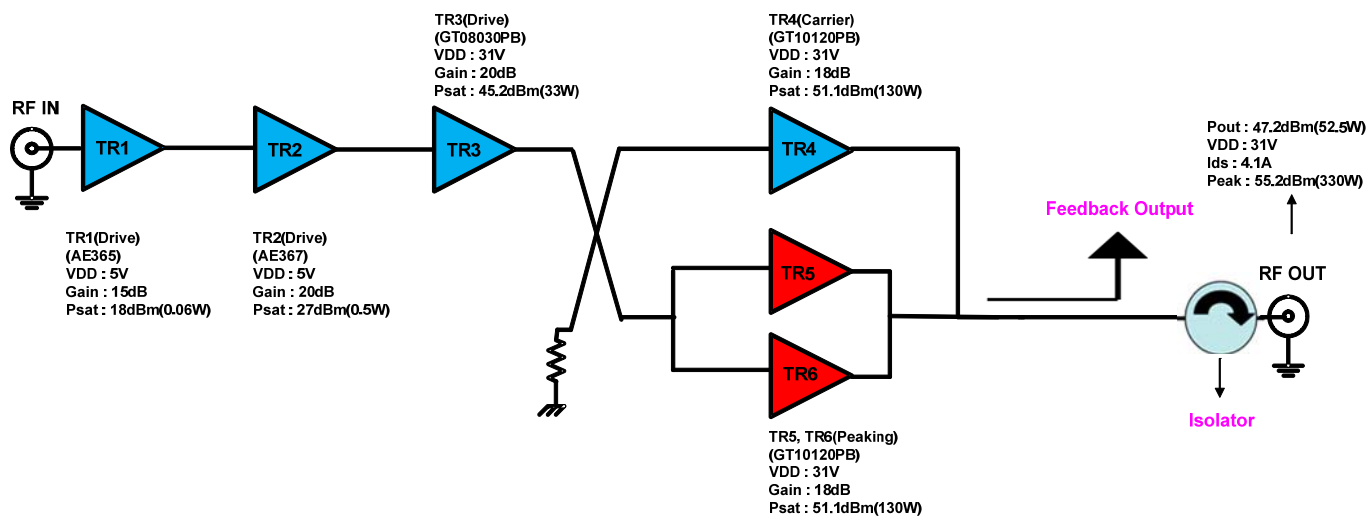 TR3(Drive)
(GT08030PB)
VDD : 31V
Gain : 20dB
Psat : 45.2dBm(33W)
TR4(Carrier)
(GT10120PB)
VDD : 31V
Gain : 18dB
Psat : 51.1dBm(130W)
RF IN
TR1
TR2
TR3
TR4
Pout : 47.2dBm(52.5W)
VDD : 31V
Ids : 4.1A
Peak : 55.2dBm(330W)
Feedback Output
TR1(Drive)
(AE365)
VDD : 5V
Gain : 15dB
Psat : 18dBm(0.06W)
TR2(Drive)
(AE367)
VDD : 5V
Gain : 20dB
Psat : 27dBm(0.5W)
TR5
RF OUT
TR6
Isolator
TR5, TR6(Peaking)
(GT10120PB)
VDD : 31V
Gain : 18dB
Psat : 51.1dBm(130W)